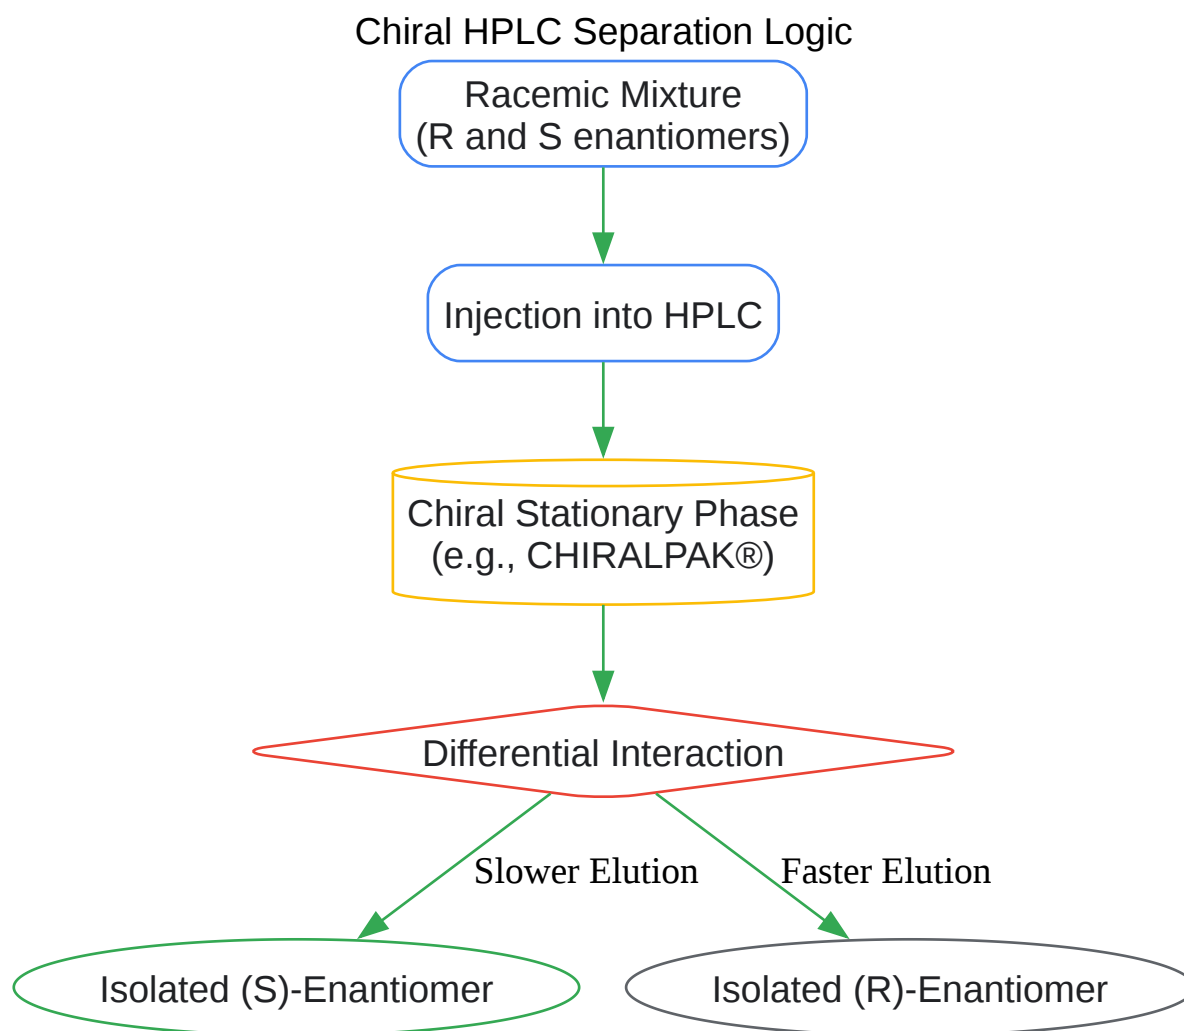 Chiral HPLC Separation Logic
Racemic Mixture
(R and S enantiomers)
Injection into HPLC
Chiral Stationary Phase
(e.g., CHIRALPAK®)
Differential Interaction
Slower Elution
Faster Elution
Isolated (S)-Enantiomer
Isolated (R)-Enantiomer